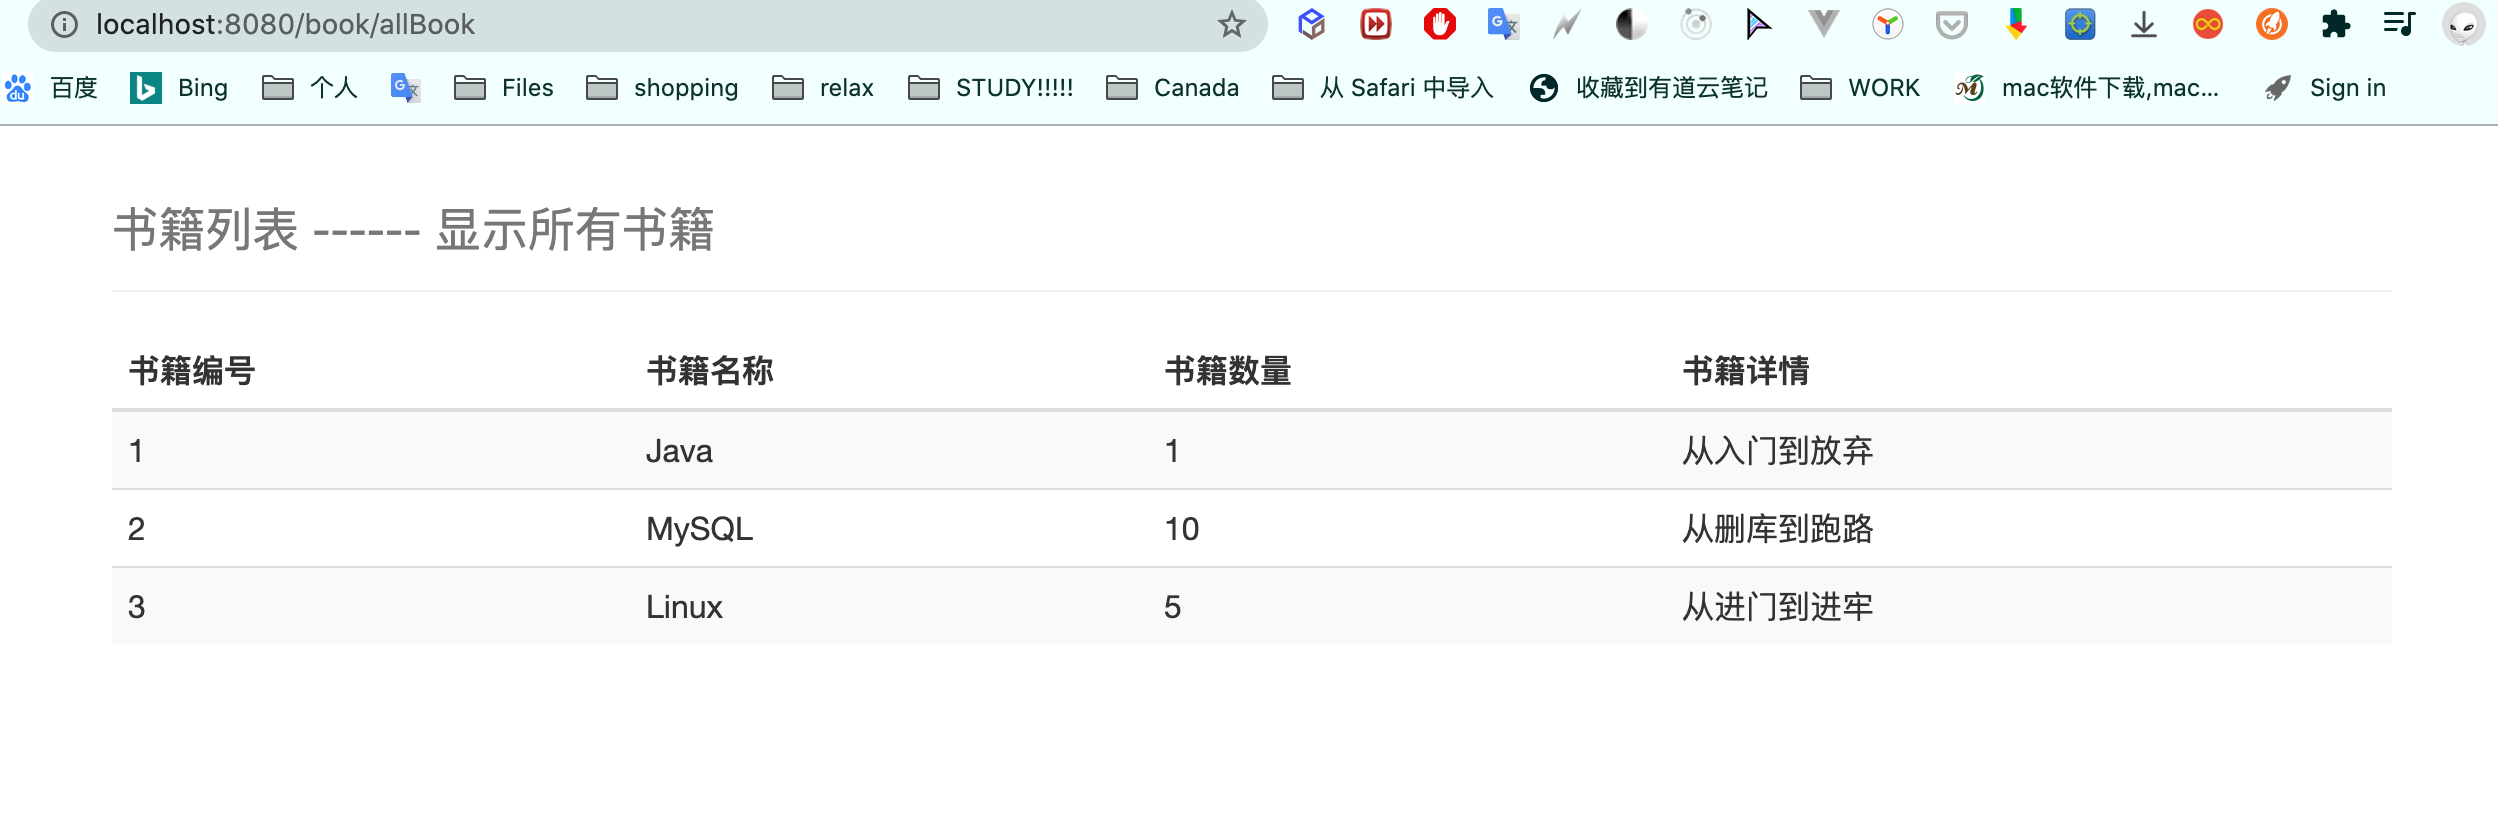 localhost:8080/book/allBook
百度 Bing 个人 Files shopping relax STUDY!!!!! Canada 从 Safari 中导入 收藏到有道云笔记 WORK mac软件下载,mac... Sign in
书籍列表 ------ 显示所有书籍
书籍编号 书籍名称 书籍数量 书籍详情
1 Java 1 从入门到放弃
2 MySQL 10 从删库到跑路
3 Linux 5 从进门到进牢